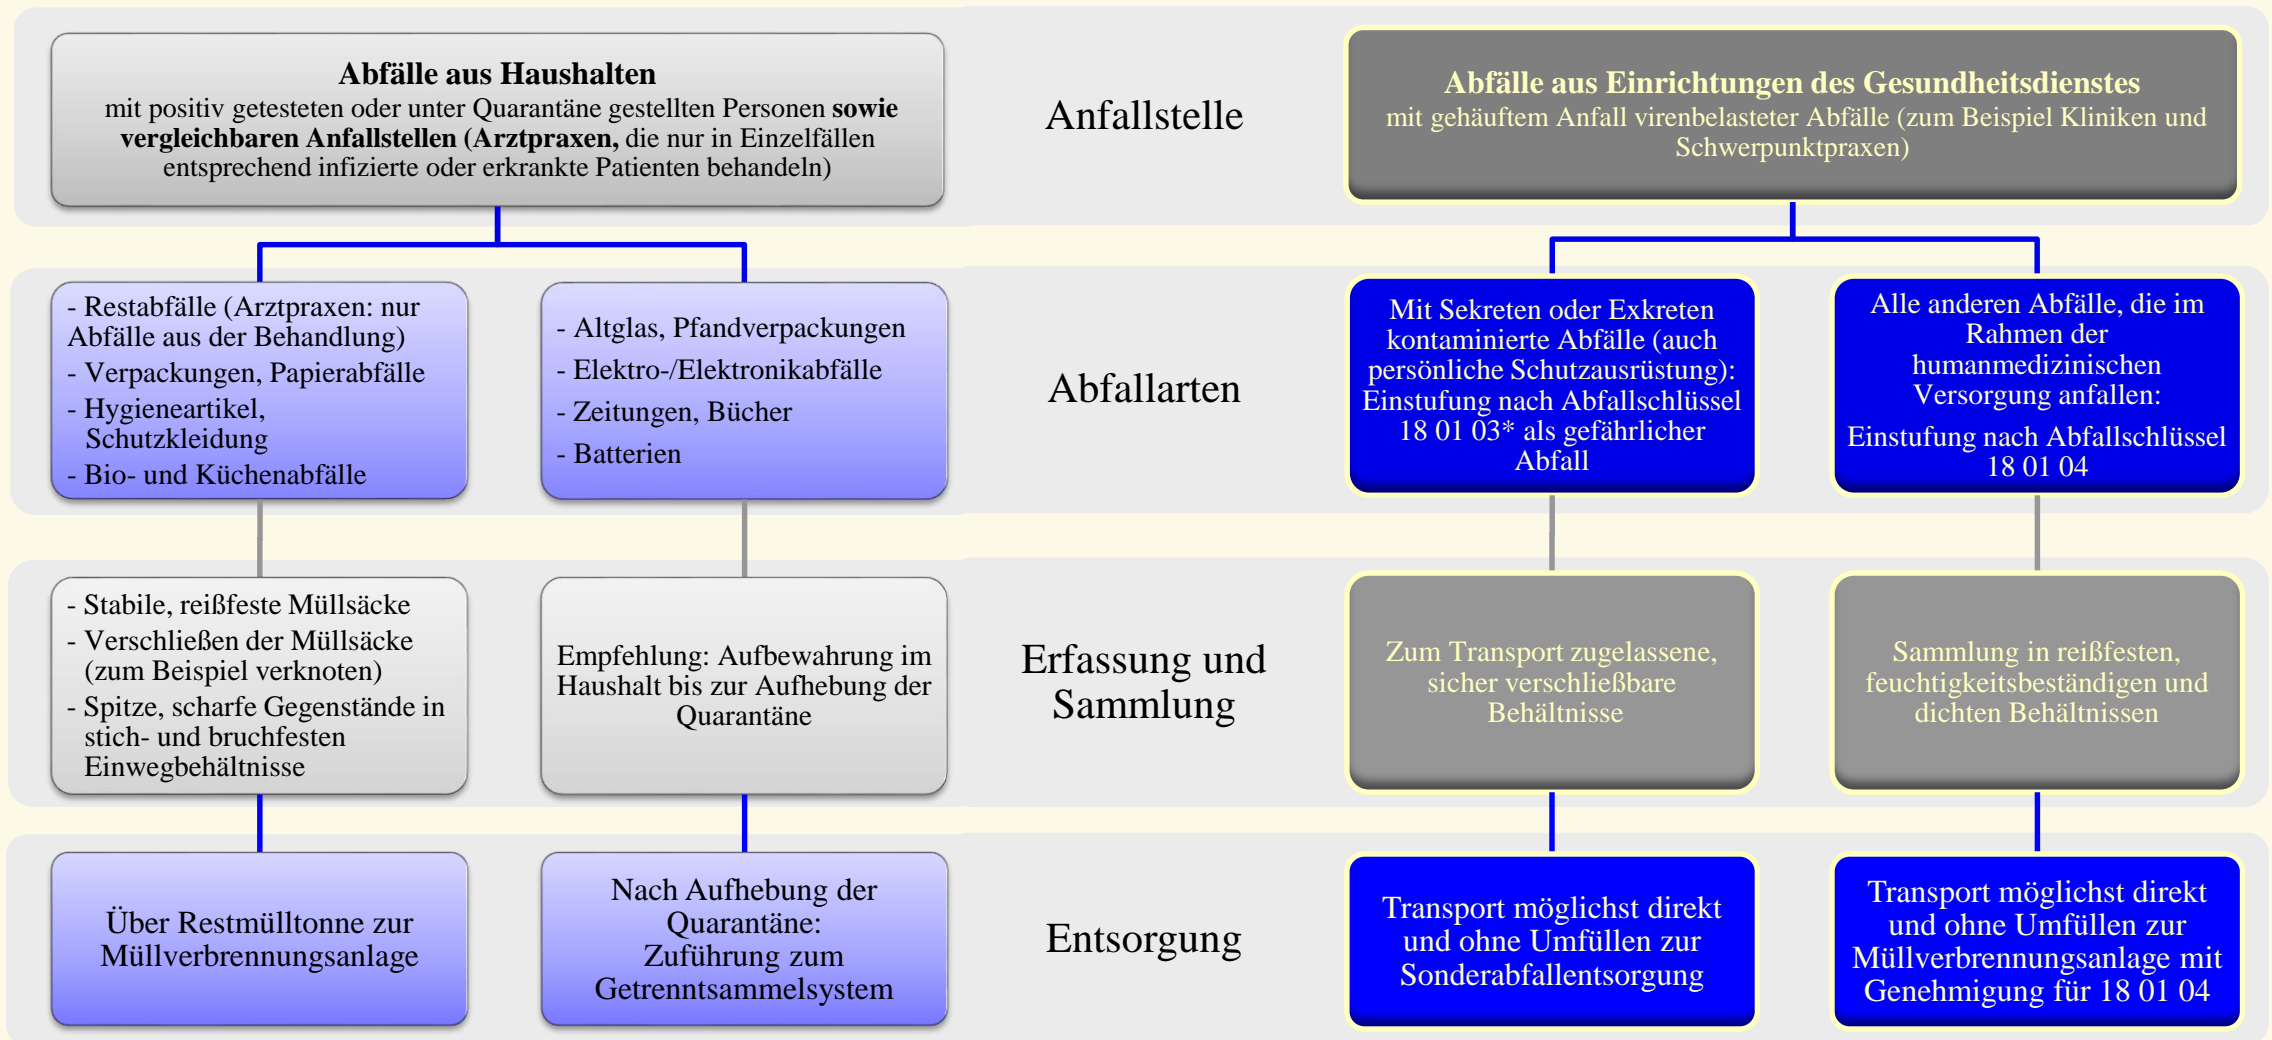 Abfälle aus Haushalten
mit positiv getesteten oder unter Quarantäne gestellten Personen sowie
vergleichbaren Anfallstellen (Arztpraxen, die nur in Einzelfällen
entsprechend infizierte oder erkrankte Patienten behandeln)
Anfallstelle
Abfälle aus Einrichtungen des Gesundheitsdienstes
mit gehäuftem Anfall virenbelasteter Abfälle (zum Beispiel Kliniken und
Schwerpunktpraxen)
- Restabfälle (Arztpraxen: nur
Abfälle aus der Behandlung)
- Verpackungen, Papierabfälle
- Hygieneartikel,
Schutzkleidung
- Bio- und Küchenabfälle
- Altglas, Pfandverpackungen
- Elektro-/Elektronikabfälle
- Zeitungen, Bücher
- Batterien
Abfallarten
Mit Sekreten oder Exkreten
kontaminierte Abfälle (auch
persönliche Schutzausrüstung):
Einstufung nach Abfallschlüssel
18 01 03* als gefährlicher
Abfall
Alle anderen Abfälle, die im
Rahmen der
humanmedizinischen
Versorgung anfallen:
Einstufung nach Abfallschlüssel
18 01 04
- Stabile, reißfeste Müllsäcke
- Verschließen der Müllsäcke
(zum Beispiel verknoten)
- Spitze, scharfe Gegenstände in
stich- und bruchfesten
Einwegbehältnisse
Empfehlung: Aufbewahrung im
Haushalt bis zur Aufhebung der
Quarantäne
Erfassung und
Sammlung
Zum Transport zugelassene,
sicher verschließbare
Behältnisse
Sammlung in reißfesten,
feuchtigkeitsbeständigen und
dichten Behältnissen
Über Restmülltonne zur
Müllverbrennungsanlage
Nach Aufhebung der
Quarantäne:
Zuführung zum
Getrenntsammelsystem
Entsorgung
Transport möglichst direkt
und ohne Umfüllen zur
Sonderabfallentsorgung
Transport möglichst direkt
und ohne Umfüllen zur
Müllverbrennungsanlage mit
Genehmigung für 18 01 04